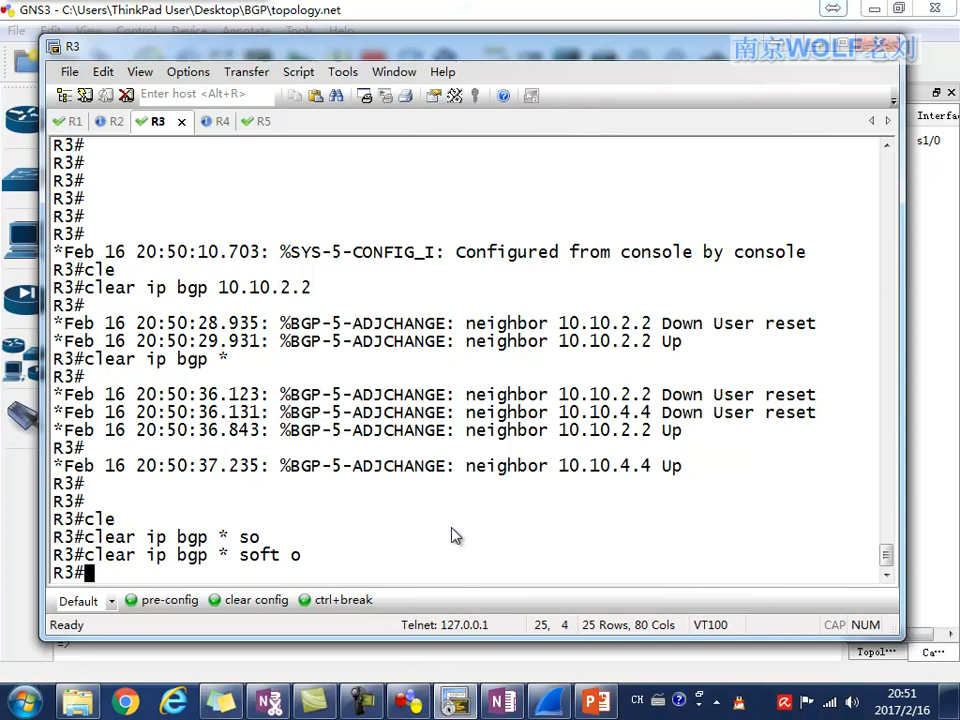 GNS3 - C:\Users\ThinkPad User\Desktop\BGP\topology.net
R3
南京WOLF老刘
File Edit View Options Transfer Script Tools Window Help
Enter host <Alt+R>
R1 R2 R3 R4 R5
Interfa
s1/0
R3#
R3#
R3#
R3#
R3#
R3#
*Feb 16 20:50:10.703: %SYS-5-CONFIG_I: Configured from console by console
R3#cle
R3#clear ip bgp 10.10.2.2
R3#
*Feb 16 20:50:28.935: %BGP-5-ADJCHANGE: neighbor 10.10.2.2 Down User reset
*Feb 16 20:50:29.931: %BGP-5-ADJCHANGE: neighbor 10.10.2.2 Up
R3#clear ip bgp *
R3#
*Feb 16 20:50:36.123: %BGP-5-ADJCHANGE: neighbor 10.10.2.2 Down User reset
*Feb 16 20:50:36.131: %BGP-5-ADJCHANGE: neighbor 10.10.4.4 Down User reset
*Feb 16 20:50:36.843: %BGP-5-ADJCHANGE: neighbor 10.10.2.2 Up
R3#
*Feb 16 20:50:37.235: %BGP-5-ADJCHANGE: neighbor 10.10.4.4 Up
R3#
R3#
R3#cle
R3#clear ip bgp * so
R3#clear ip bgp * soft o
R3#
Default pre-config clear config ctrl+break
Ready Telnet: 127.0.0.1 25, 4 25 Rows, 80 Cols VT100 CAP NUM
=>
Topol··· Ca···
CH
20:51
2017/2/16